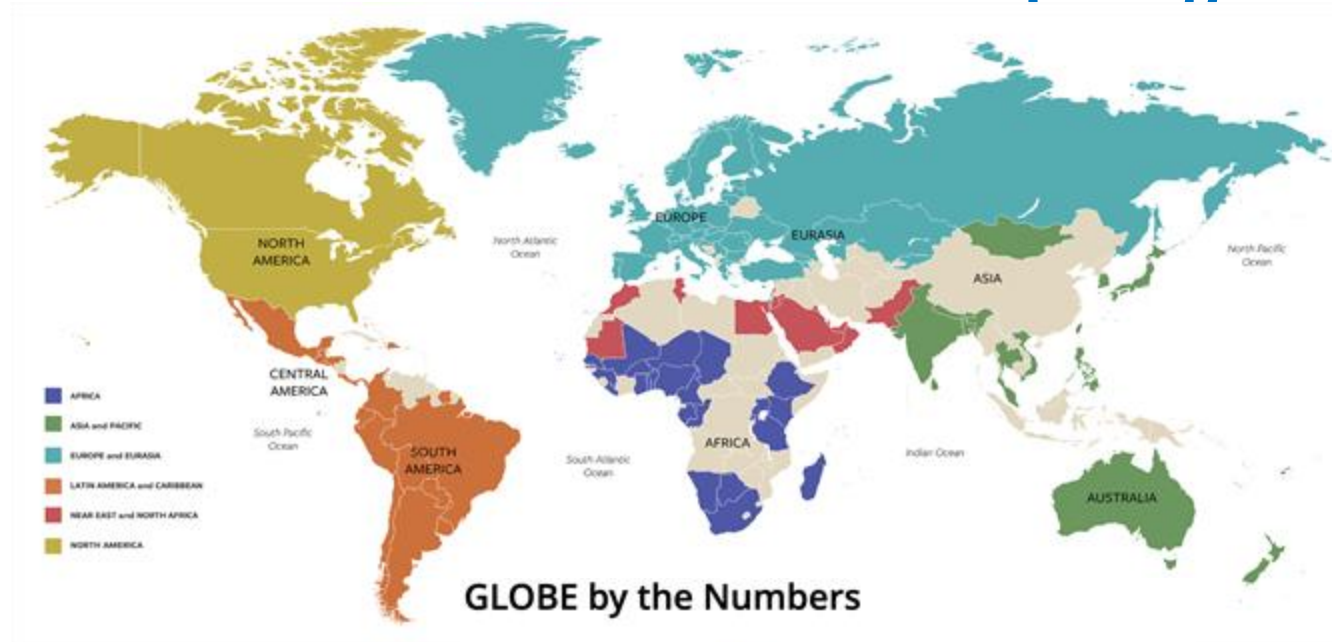 NORTH
AMERICA
North Atlantic
Ocean
EUROPE
EURASIA
ASIA
North Pacific
Ocean
CENTRAL
AMERICA
AFRICA
ASIA and PACIFIC
EUROPE and EURASIA
LATIN AMERICA and CARIBBEAN
NEAR EAST and NORTH AFRICA
NORTH AMERICA
South Pacific
Ocean
SOUTH
AMERICA
South Atlantic
Ocean
AFRICA
Indian Ocean
AUSTRALIA
GLOBE by the Numbers